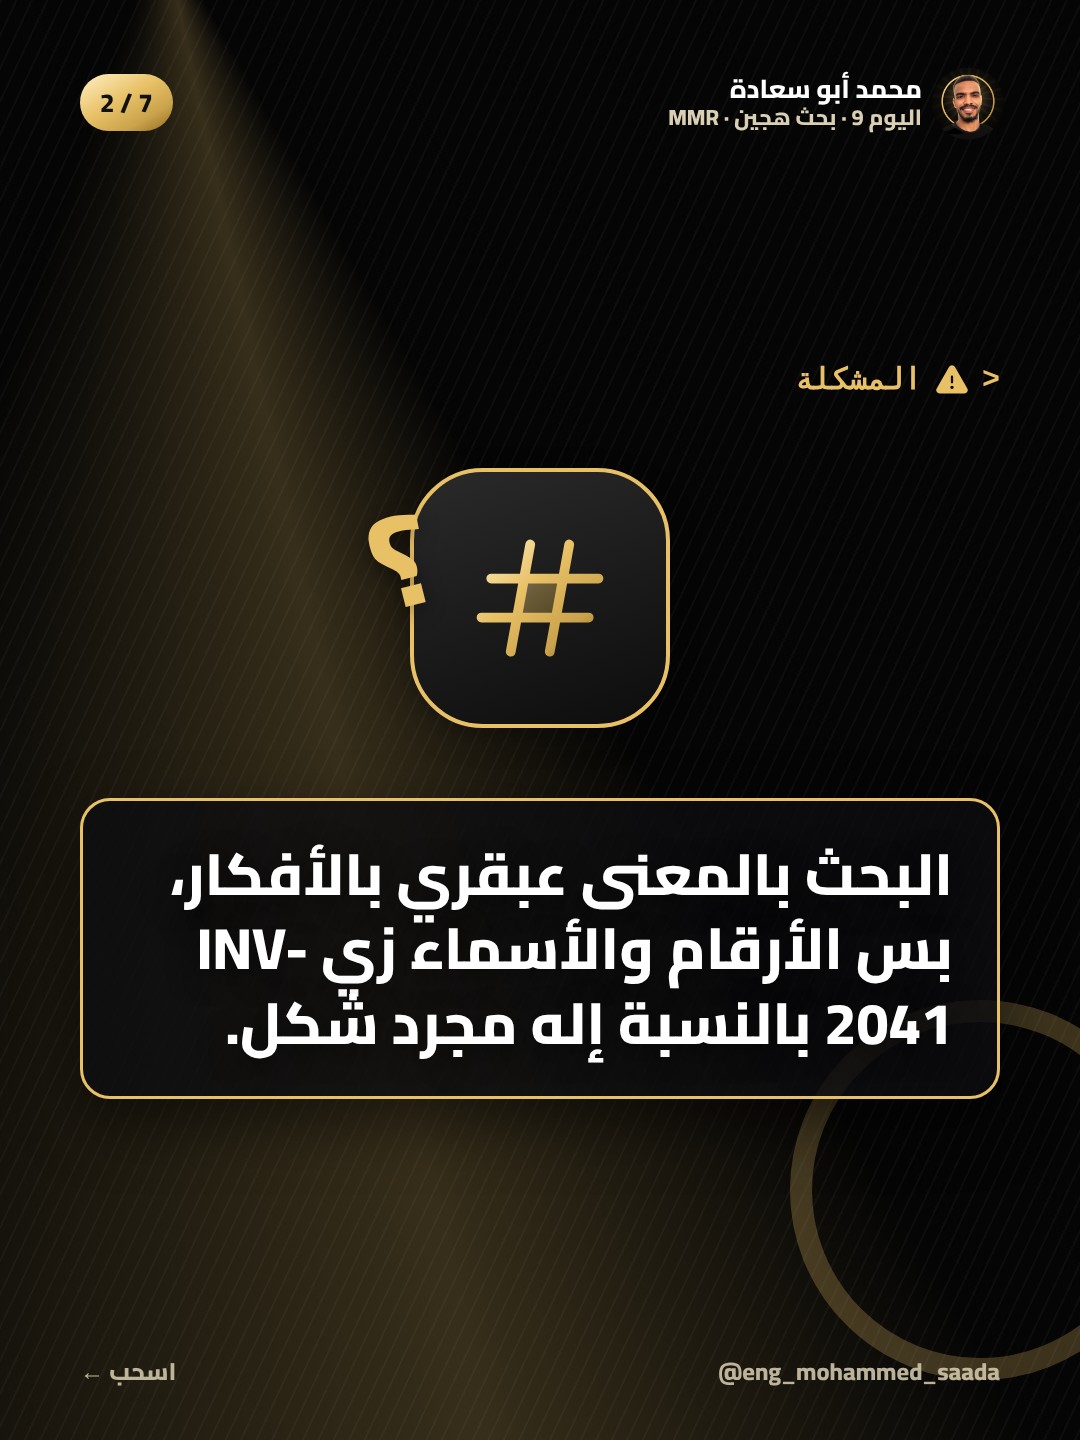 محمد أبو سعادة
اليوم 9 · بحث هجين · MMR
2 / 7
> المشكلة
#
؟
البحث بالمعنى عبقري بالأفكار،
بس الأرقام والأسماء زي INV-
2041 بالنسبة إله مجرد شكل.
@eng_mohammed_saada
اسحب ←